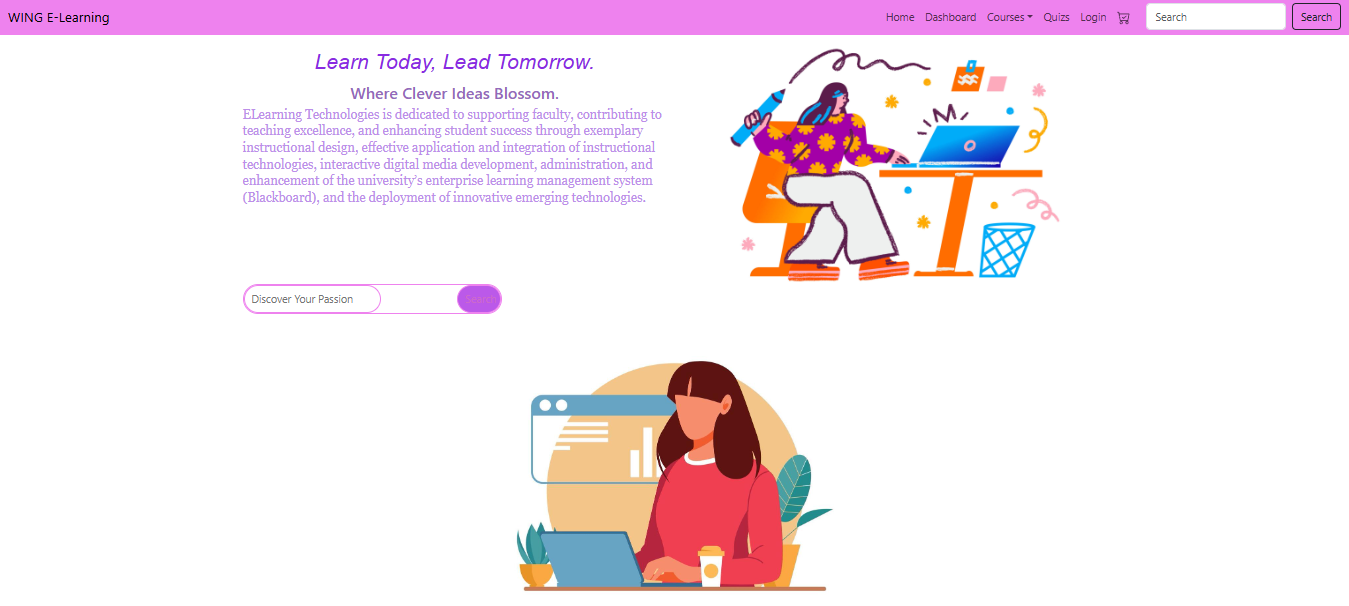 WING E-Learning
Home Dashboard Courses Quizs Login Search Search
Learn Today, Lead Tomorrow.
Where Clever Ideas Blossom.
ELearning Technologies is dedicated to supporting faculty, contributing to
teaching excellence, and enhancing student success through exemplary
instructional design, effective application and integration of instructional
technologies, interactive digital media development, administration, and
enhancement of the university's enterprise learning management system
(Blackboard), and the deployment of innovative emerging technologies.
Discover Your Passion Search